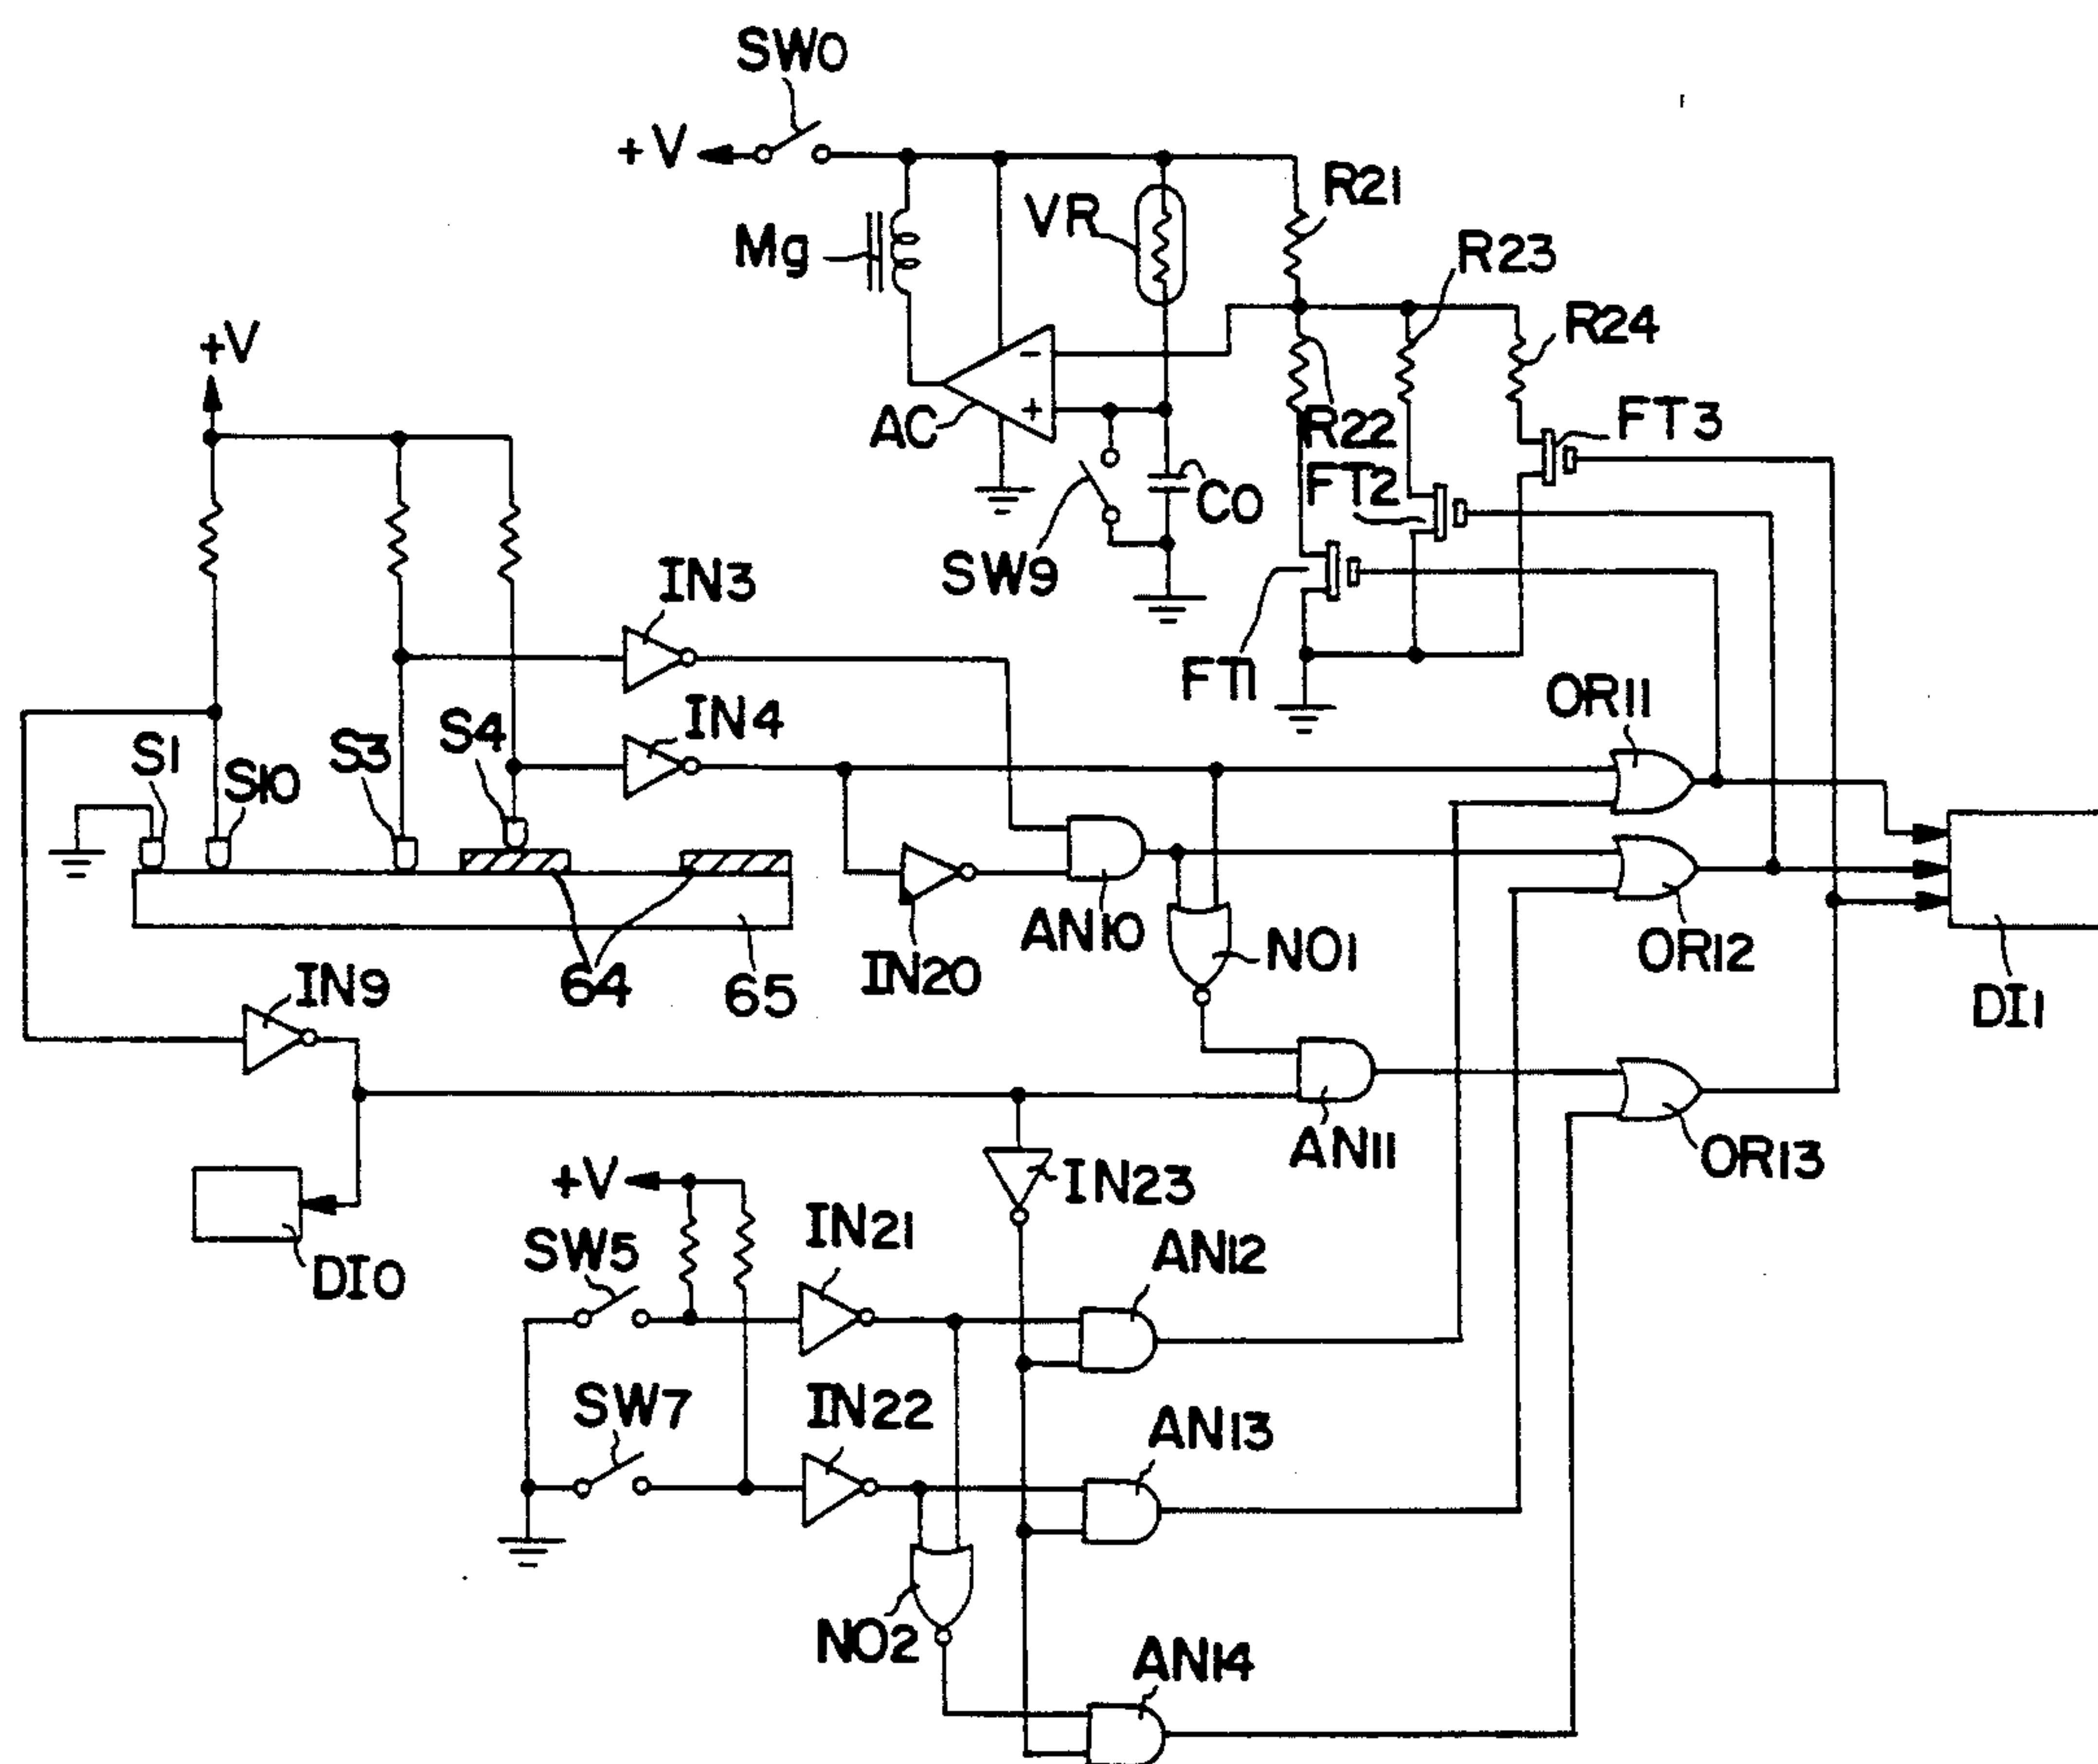 SW0
+V
R21
VR
Mg
R23
R24
+V
-
FT3
AC
+
R22
FT2
C0
SW9
IN3
FT1
OR11
IN4
S4
S3
S1
S10
AN10
NO1
OR12
IN20
64
65
DI1
IN9
AN11
OR13
+V
IN23
IN21
SW5
AN12
DI0
SW7
IN22
AN13
NO2
AN14